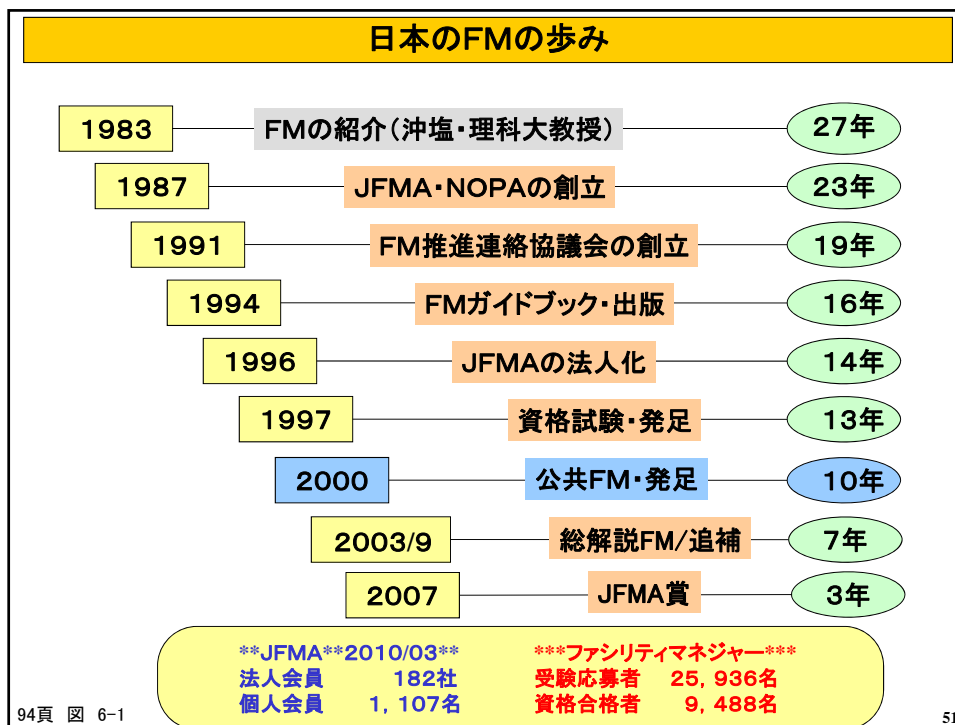 日本のFMの歩み
1983 FMの紹介(沖塩・理科大教授) 27年
1987 JFMA・NOPAの創立 23年
1991 FM推進連絡協議会の創立 19年
1994 FMガイドブック・出版 16年
1996 JFMAの法人化 14年
1997 資格試験・発足 13年
2000 公共FM・発足 10年
2003/9 総解説FM/追補 7年
2007 JFMA賞 3年
**JFMA**2010/03** ***ファシリティマネジャー***
法人会員 182社 受験応募者 25,936名
個人会員 1,107名 資格合格者 9,488名
94頁 図 6-1 51